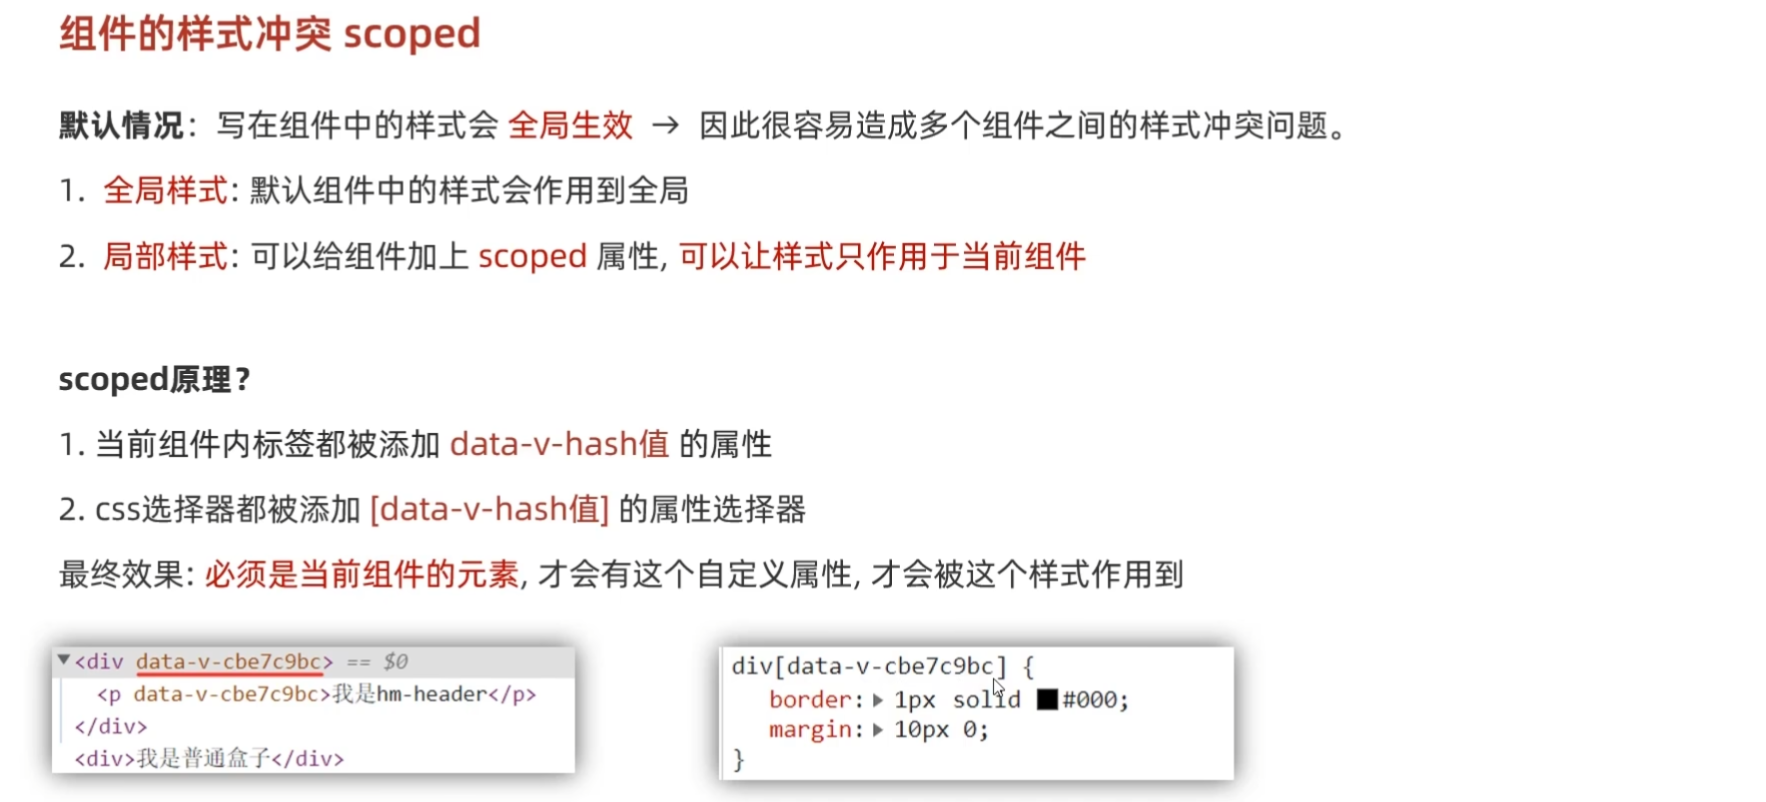 组件的样式冲突 scoped
默认情况：写在组件中的样式会 全局生效 → 因此很容易造成多个组件之间的样式冲突问题。
1. 全局样式: 默认组件中的样式会作用到全局
2. 局部样式: 可以给组件加上 scoped 属性, 可以让样式只作用于当前组件
scoped原理？
1. 当前组件内标签都被添加 data-v-hash值 的属性
2. css选择器都被添加 [data-v-hash值] 的属性选择器
最终效果: 必须是当前组件的元素, 才会有这个自定义属性, 才会被这个样式作用到
▼<div data-v-cbe7c9bc> == $0
<p data-v-cbe7c9bc>我是hm-header</p>
</div>
<div>我是普通盒子</div>
div[data-v-cbe7c9bc] {
border:▶ 1px solid ■#000;
margin:▶ 10px 0;
}